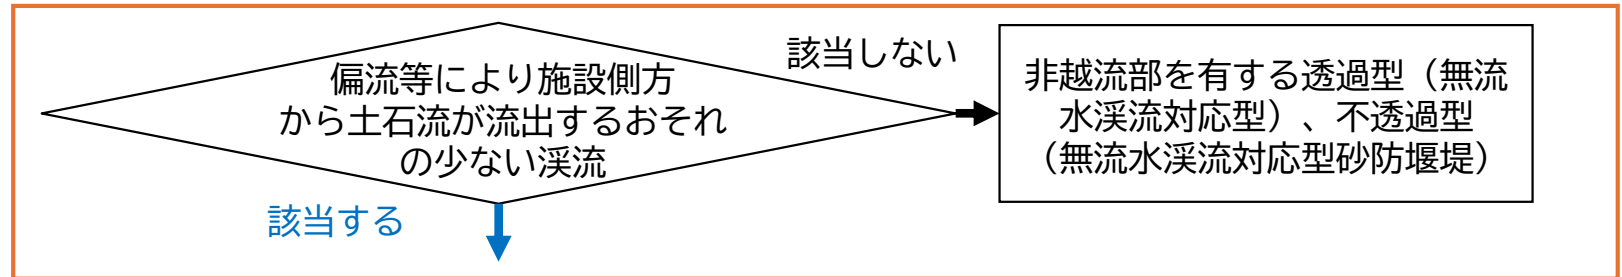 偏流等により施設側方
から土石流が流出するおそれ
の少ない渓流
該当しない
非越流部を有する透過型（無流
水渓流対応型）、不透過型
（無流水渓流対応型砂防堰堤）
該当する